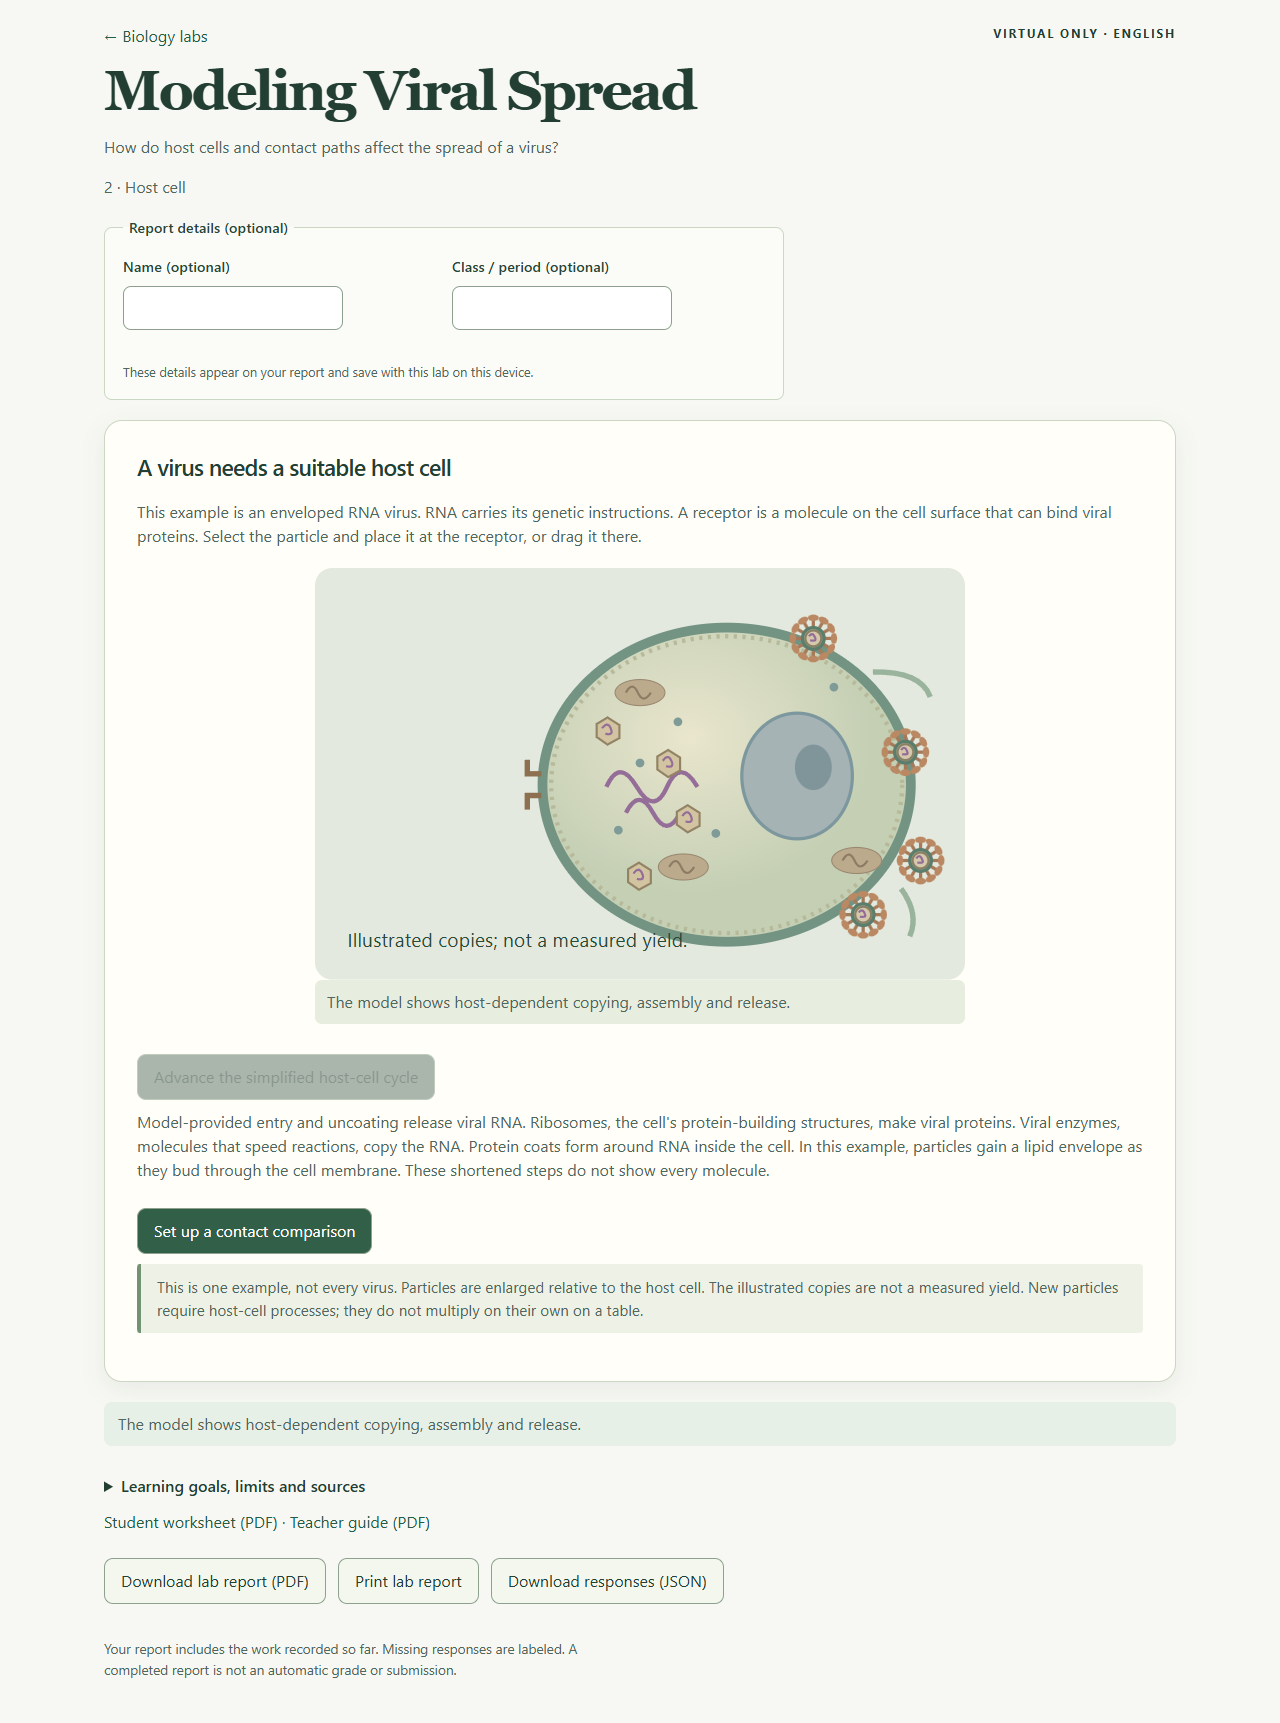 ← Biology labs
VIRTUAL ONLY · ENGLISH
Modeling Viral Spread
How do host cells and contact paths affect the spread of a virus?
2 · Host cell
Report details (optional)
Name (optional)
Class / period (optional)
These details appear on your report and save with this lab on this device.
A virus needs a suitable host cell
This example is an enveloped RNA virus. RNA carries its genetic instructions. A receptor is a molecule on the cell surface that can bind viral
proteins. Select the particle and place it at the receptor, or drag it there.
Illustrated copies; not a measured yield.
The model shows host-dependent copying, assembly and release.
Advance the simplified host-cell cycle
Model-provided entry and uncoating release viral RNA. Ribosomes, the cell's protein-building structures, make viral proteins. Viral enzymes,
molecules that speed reactions, copy the RNA. Protein coats form around RNA inside the cell. In this example, particles gain a lipid envelope as
they bud through the cell membrane. These shortened steps do not show every molecule.
Set up a contact comparison
This is one example, not every virus. Particles are enlarged relative to the host cell. The illustrated copies are not a measured yield. New particles
require host-cell processes; they do not multiply on their own on a table.
The model shows host-dependent copying, assembly and release.
▶ Learning goals, limits and sources
Student worksheet (PDF) · Teacher guide (PDF)
Download lab report (PDF)
Print lab report
Download responses (JSON)
Your report includes the work recorded so far. Missing responses are labeled. A
completed report is not an automatic grade or submission.